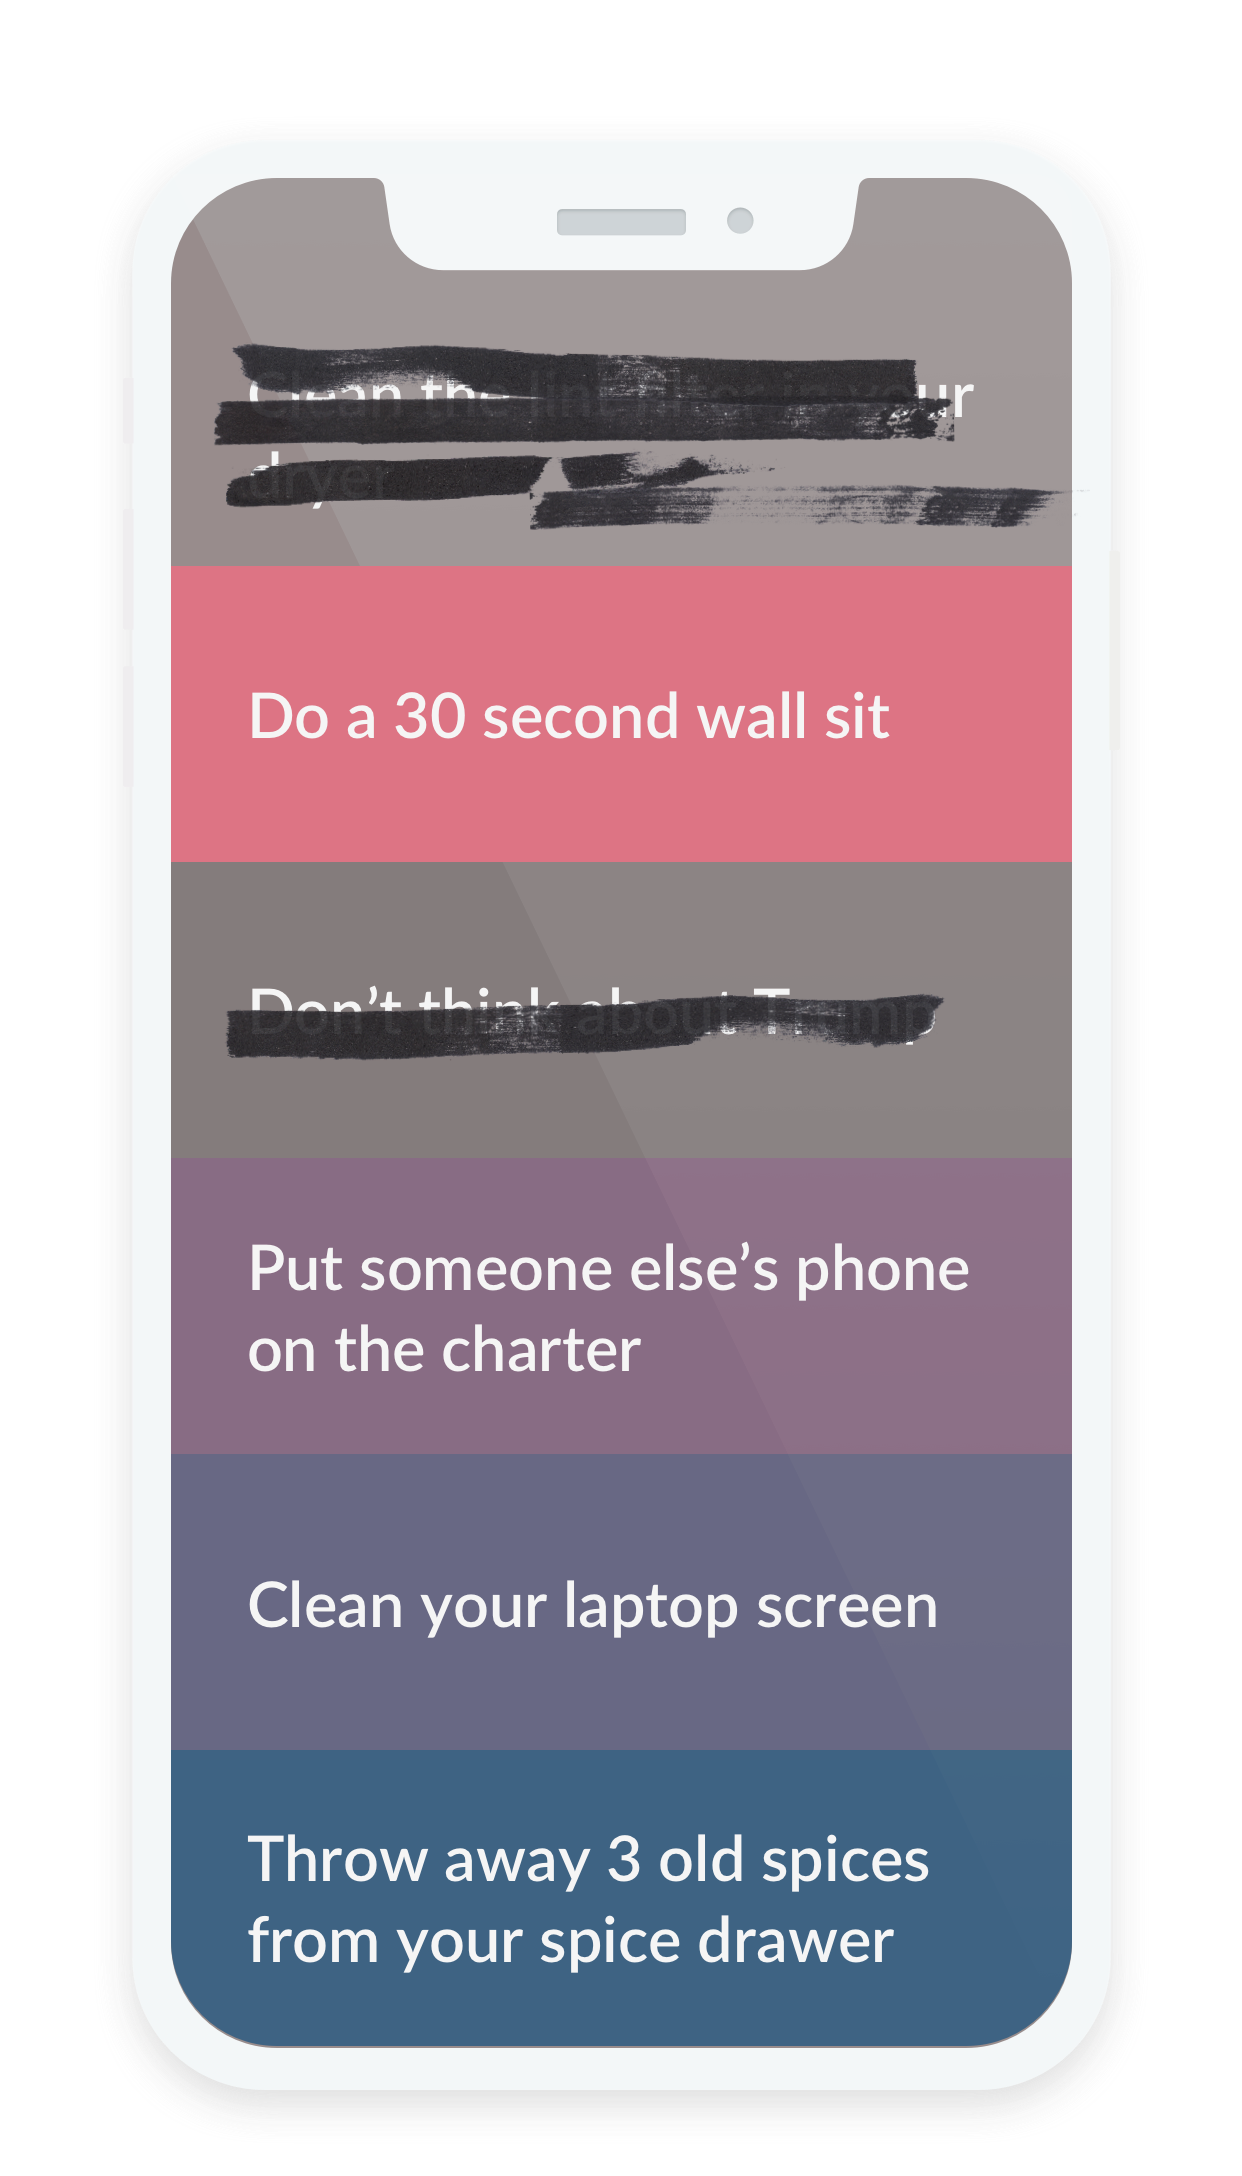 Clean the lint filter in your
dryer
Do a 30 second wall sit
Don’t think about Trump
Put someone else’s phone
on the charter
Clean your laptop screen
Throw away 3 old spices
from your spice drawer